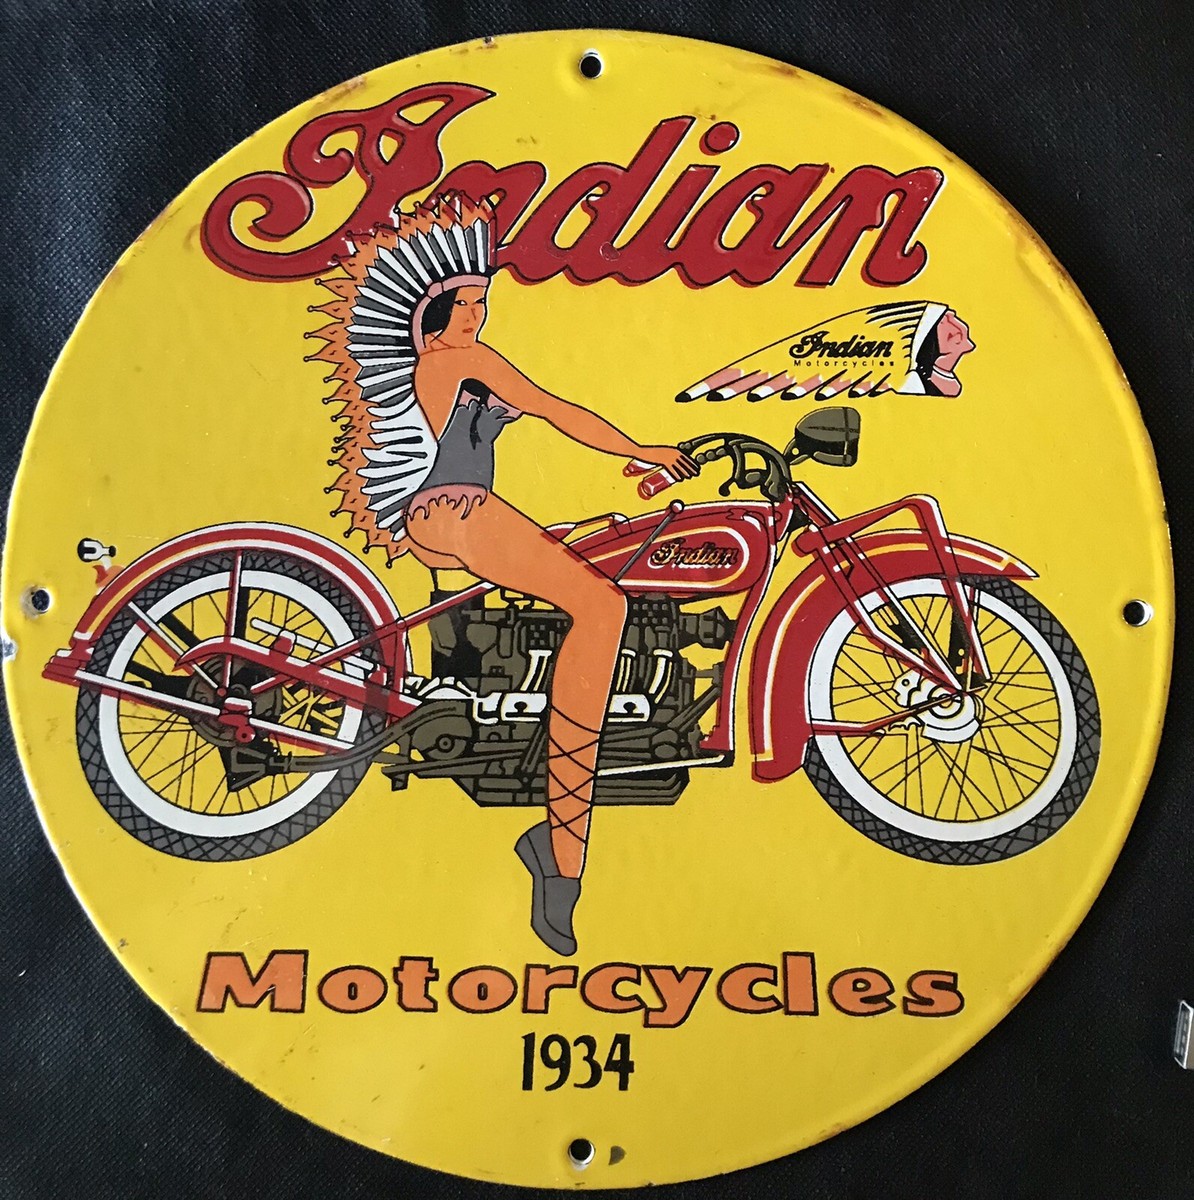 Indian
Indian
Motorcycles
Indian
Motorcycles
1934